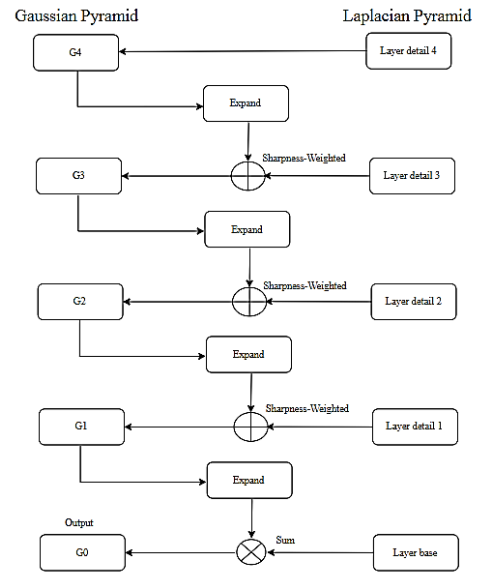 Gaussian Pyramid
Laplacian Pyramid
G4
Layer detail 4
Expand
Sharpness-Weighted
G3
Layer detail 3
Expand
Sharpness-Weighted
G2
Layer detail 2
Expand
Sharpness-Weighted
G1
Layer detail 1
Expand
Output
Sum
G0
Layer base